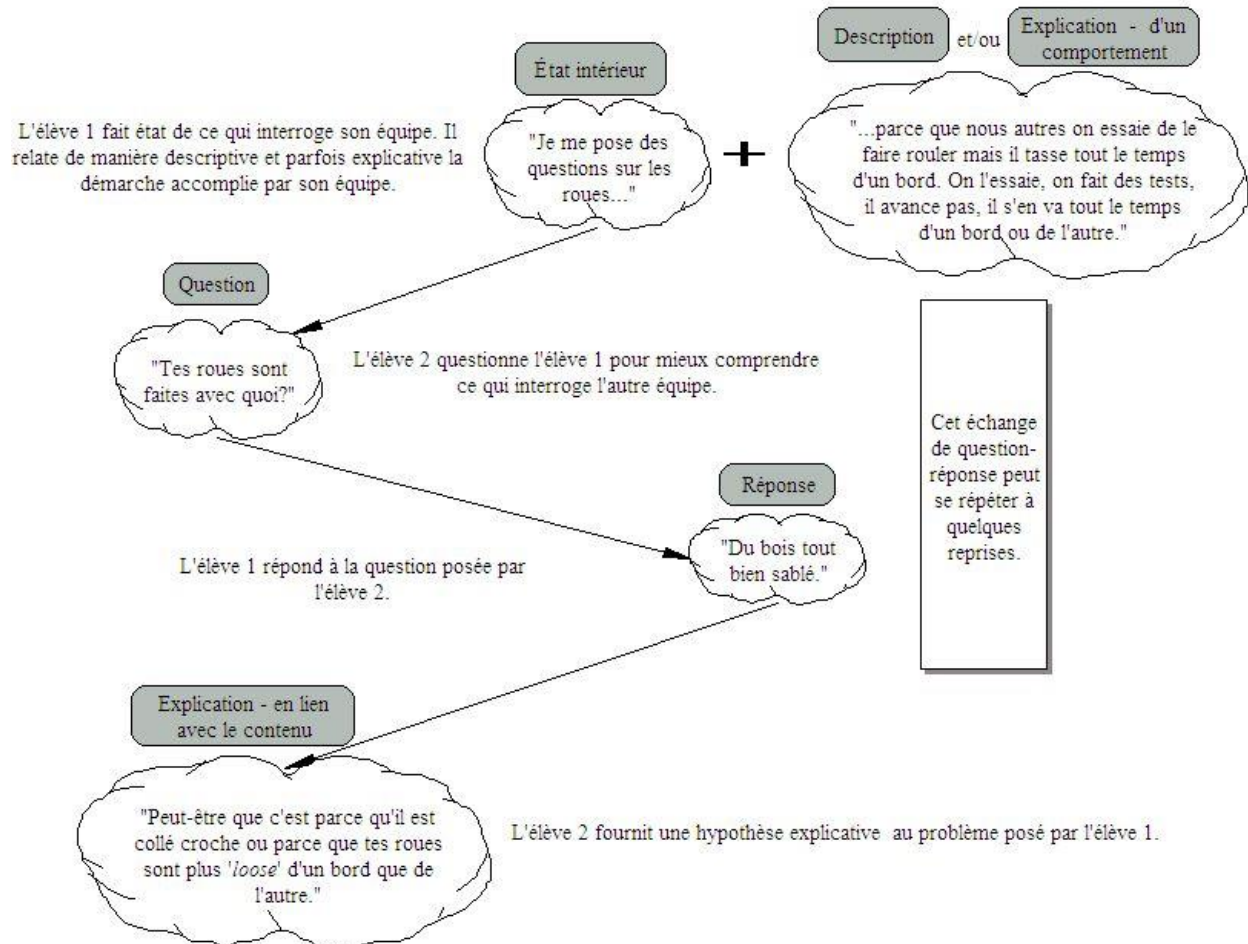 Description
et/ou
Explication - d'un
comportement
État intérieur
L'élève 1 fait état de ce qui interroge son équipe. Il
relate de manière descriptive et parfois explicative la
démarche accomplie par son équipe.
"Je me pose des
questions sur les
roues..."
+
"...parce que nous autres on essaie de le
faire rouler mais il tasse tout le temps
d'un bord. On l'essaie, on fait des tests,
il avance pas, il s'en va tout le temps
d'un bord ou de l'autre."
Question
"Tes roues sont
faites avec quoi?"
L'élève 2 questionne l'élève 1 pour mieux comprendre
ce qui interroge l'autre équipe.
Cet échange
de question-
réponse peut
se répéter à
quelques
reprises.
Réponse
"Du bois tout
bien sablé."
L'élève 1 répond à la question posée par
l'élève 2.
Explication - en lien
avec le contenu
"Peut-être que c'est parce qu'il est
collé croche ou parce que tes roues
sont plus 'loose' d'un bord que de
l'autre."
L'élève 2 fournit une hypothèse explicative au problème posé par l'élève 1.